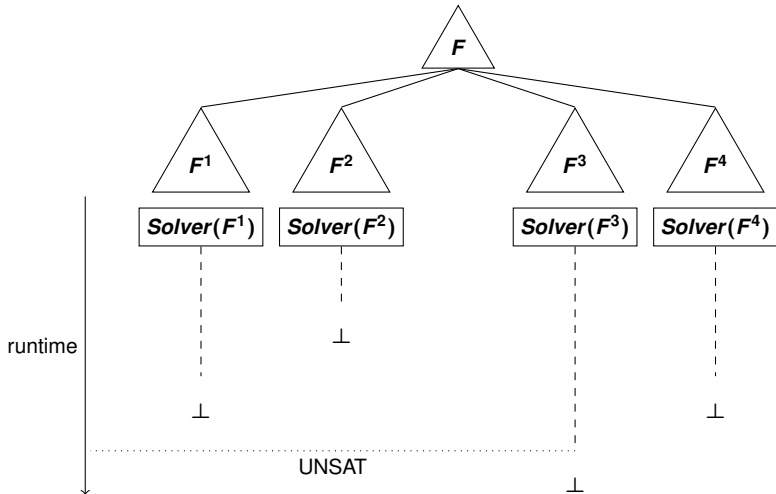 F
F¹ F² F³ F⁴
Solver(F¹) Solver(F²) Solver(F³) Solver(F⁴)
⊥
runtime
⊥ ⊥
UNSAT
⊥